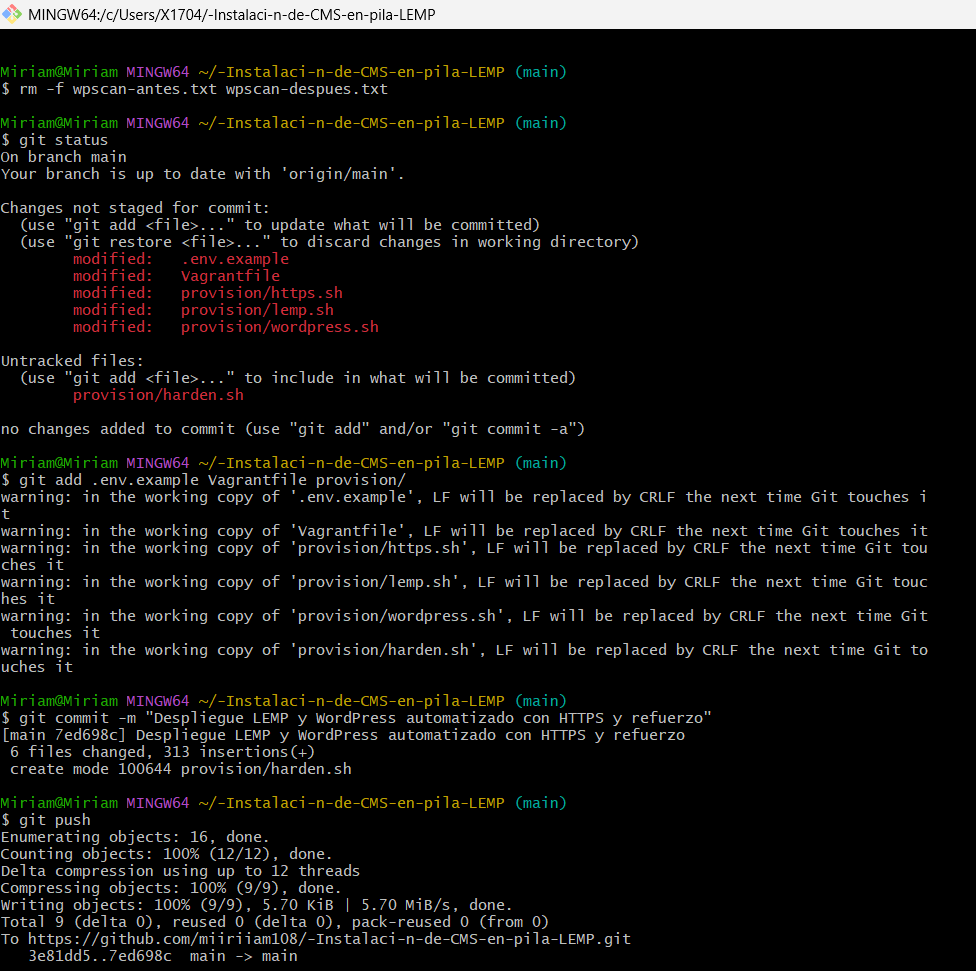 MINGW64:/c/Users/X1704/-Instalaci-n-de-CMS-en-pila-LEMP
Miriam@Miriam MINGW64 ~/-Instalaci-n-de-CMS-en-pila-LEMP (main)
$ rm -f wpscan-antes.txt wpscan-despues.txt
Miriam@Miriam MINGW64 ~/-Instalaci-n-de-CMS-en-pila-LEMP (main)
$ git status
On branch main
Your branch is up to date with 'origin/main'.
Changes not staged for commit:
  (use "git add <file>..." to update what will be committed)
  (use "git restore <file>..." to discard changes in working directory)
        modified:   .env.example
        modified:   Vagrantfile
        modified:   provision/https.sh
        modified:   provision/lemp.sh
        modified:   provision/wordpress.sh
Untracked files:
  (use "git add <file>..." to include in what will be committed)
        provision/harden.sh
no changes added to commit (use "git add" and/or "git commit -a")
Miriam@Miriam MINGW64 ~/-Instalaci-n-de-CMS-en-pila-LEMP (main)
$ git add .env.example Vagrantfile provision/
warning: in the working copy of '.env.example', LF will be replaced by CRLF the next time Git touches i
t
warning: in the working copy of 'Vagrantfile', LF will be replaced by CRLF the next time Git touches it
warning: in the working copy of 'provision/https.sh', LF will be replaced by CRLF the next time Git tou
ches it
warning: in the working copy of 'provision/lemp.sh', LF will be replaced by CRLF the next time Git touc
hes it
warning: in the working copy of 'provision/wordpress.sh', LF will be replaced by CRLF the next time Git
 touches it
warning: in the working copy of 'provision/harden.sh', LF will be replaced by CRLF the next time Git to
uches it
Miriam@Miriam MINGW64 ~/-Instalaci-n-de-CMS-en-pila-LEMP (main)
$ git commit -m "Despliegue LEMP y WordPress automatizado con HTTPS y refuerzo"
[main 7ed698c] Despliegue LEMP y WordPress automatizado con HTTPS y refuerzo
 6 files changed, 313 insertions(+)
 create mode 100644 provision/harden.sh
Miriam@Miriam MINGW64 ~/-Instalaci-n-de-CMS-en-pila-LEMP (main)
$ git push
Enumerating objects: 16, done.
Counting objects: 100% (12/12), done.
Delta compression using up to 12 threads
Compressing objects: 100% (9/9), done.
Writing objects: 100% (9/9), 5.70 KiB | 5.70 MiB/s, done.
Total 9 (delta 0), reused 0 (delta 0), pack-reused 0 (from 0)
To https://github.com/miiriiam108/-Instalaci-n-de-CMS-en-pila-LEMP.git
   3e81dd5..7ed698c  main -> main